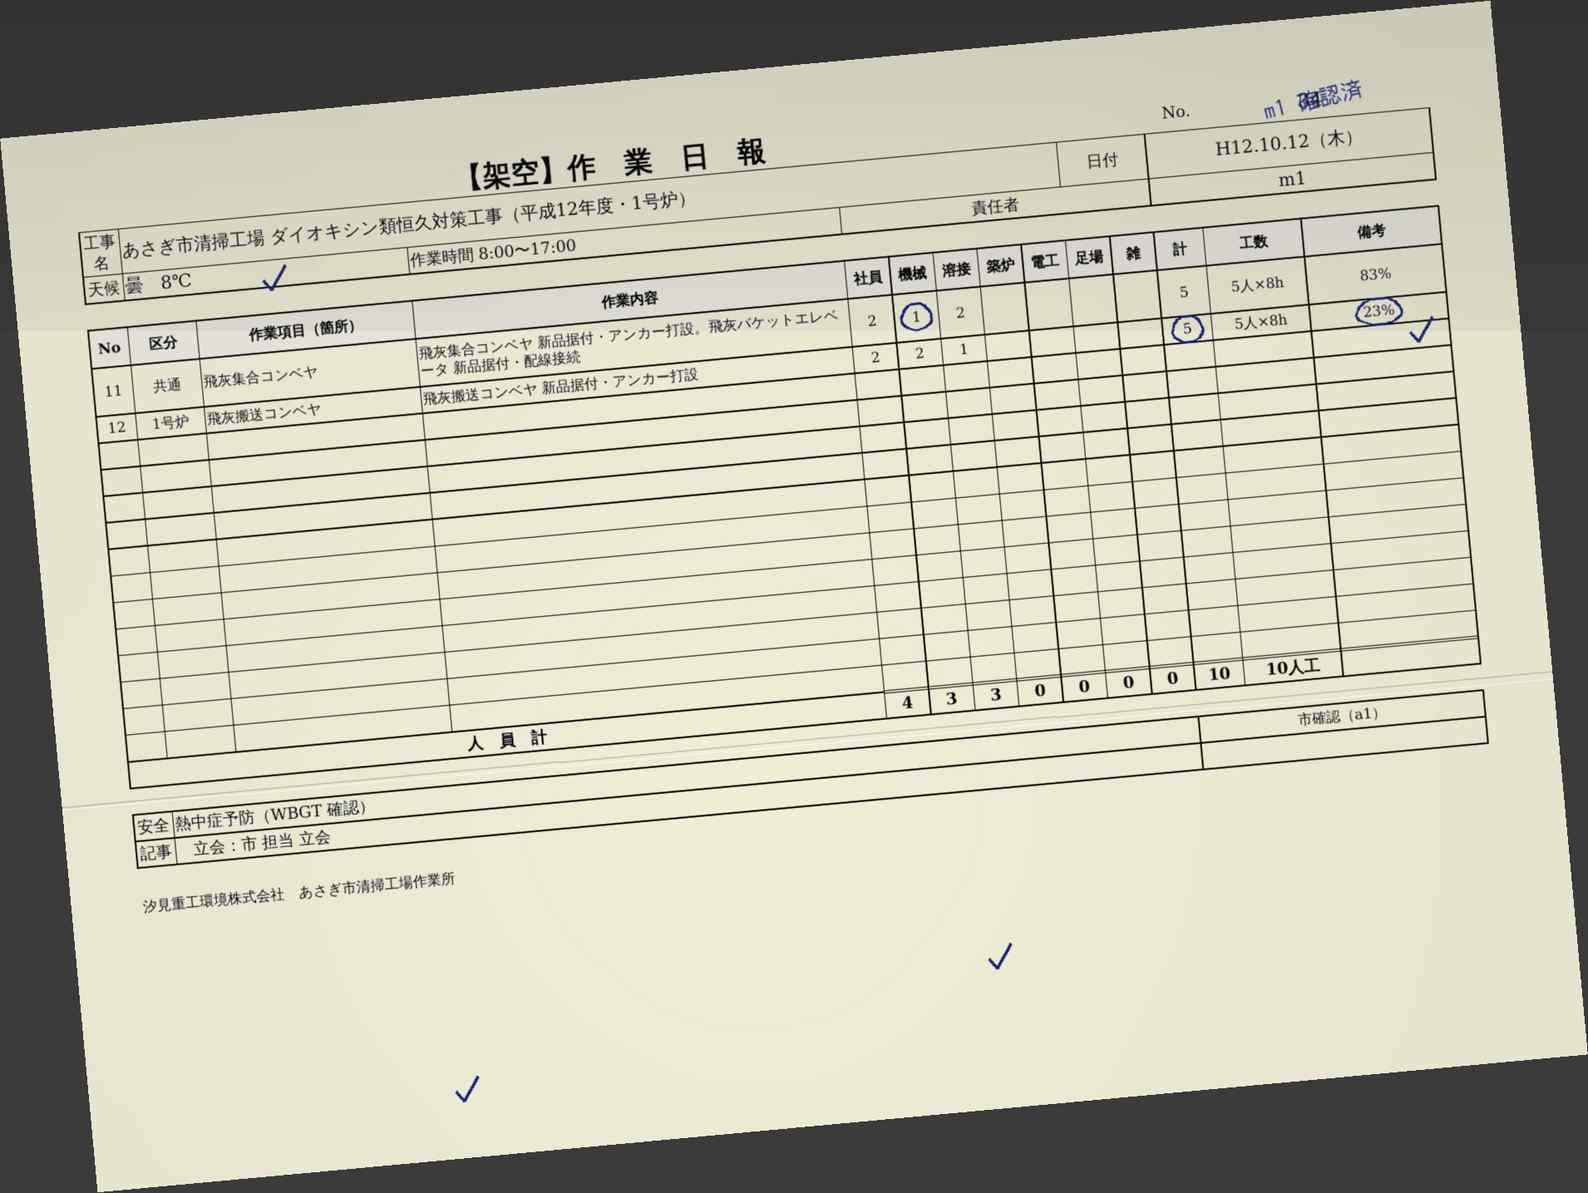 No. m1 確認済
【架空】作 業 日 報
工事名 あさぎ市清掃工場 ダイオキシン類恒久対策工事（平成12年度・1号炉） 日付 H12.10.12（木）
天候 曇 8℃ 作業時間 8:00〜17:00 責任者 m1
No 区分 作業項目（箇所） 作業内容 社員 機械 溶接 築炉 電工 足場 雑 計 工数 備考
11 共通 飛灰集合コンベヤ 飛灰集合コンベヤ 新品据付・アンカー打設。飛灰バケットエレベ
ータ 新品据付・配線接続 2 1 2 5 5人×8h 83%
12 1号炉 飛灰搬送コンベヤ 飛灰搬送コンベヤ 新品据付・アンカー打設 2 2 1 5 5人×8h 23%
人 員 計 4 3 3 0 0 0 0 10 10人工
安全 熱中症予防（WBGT 確認） 市確認（a1）
記事 立会：市 担当 立会
汐見重工環境株式会社 あさぎ市清掃工場作業所